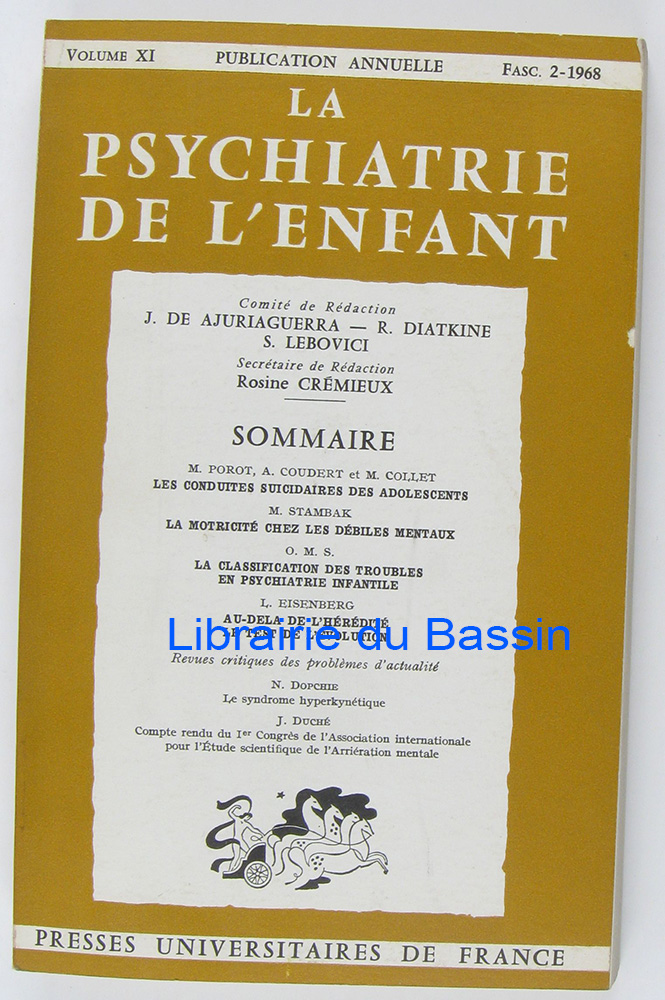 VOLUME XI PUBLICATION ANNUELLE FASC. 2-1968
LA
PSYCHIATRIE
DE L'ENFANT
Comité de Rédaction
J. DE AJURIAGUERRA — R. DIATKINE
S. LEBOVICI
Secrétaire de Rédaction
Rosine CRÉMIEUX
SOMMAIRE
M. POROT, A. COUDERT et M. COLLET
LES CONDUITES SUICIDAIRES DES ADOLESCENTS
M. STAMBAK
LA MOTRICITÉ CHEZ LES DÉBILES MENTAUX
O. M. S.
LA CLASSIFICATION DES TROUBLES
EN PSYCHIATRIE INFANTILE
L. EISENBERG
AU-DELA DE L'HÉRÉDITÉ
LE TEST DE L'ÉVOLUTION
Librairie du Bassin
Revues critiques des problèmes d'actualité
N. DOPCHIE
Le syndrome hyperkynétique
J. DUCHÉ
Compte rendu du Ier Congrès de l'Association internationale
pour l'Étude scientifique de l'Arriération mentale
PRESSES UNIVERSITAIRES DE FRANCE